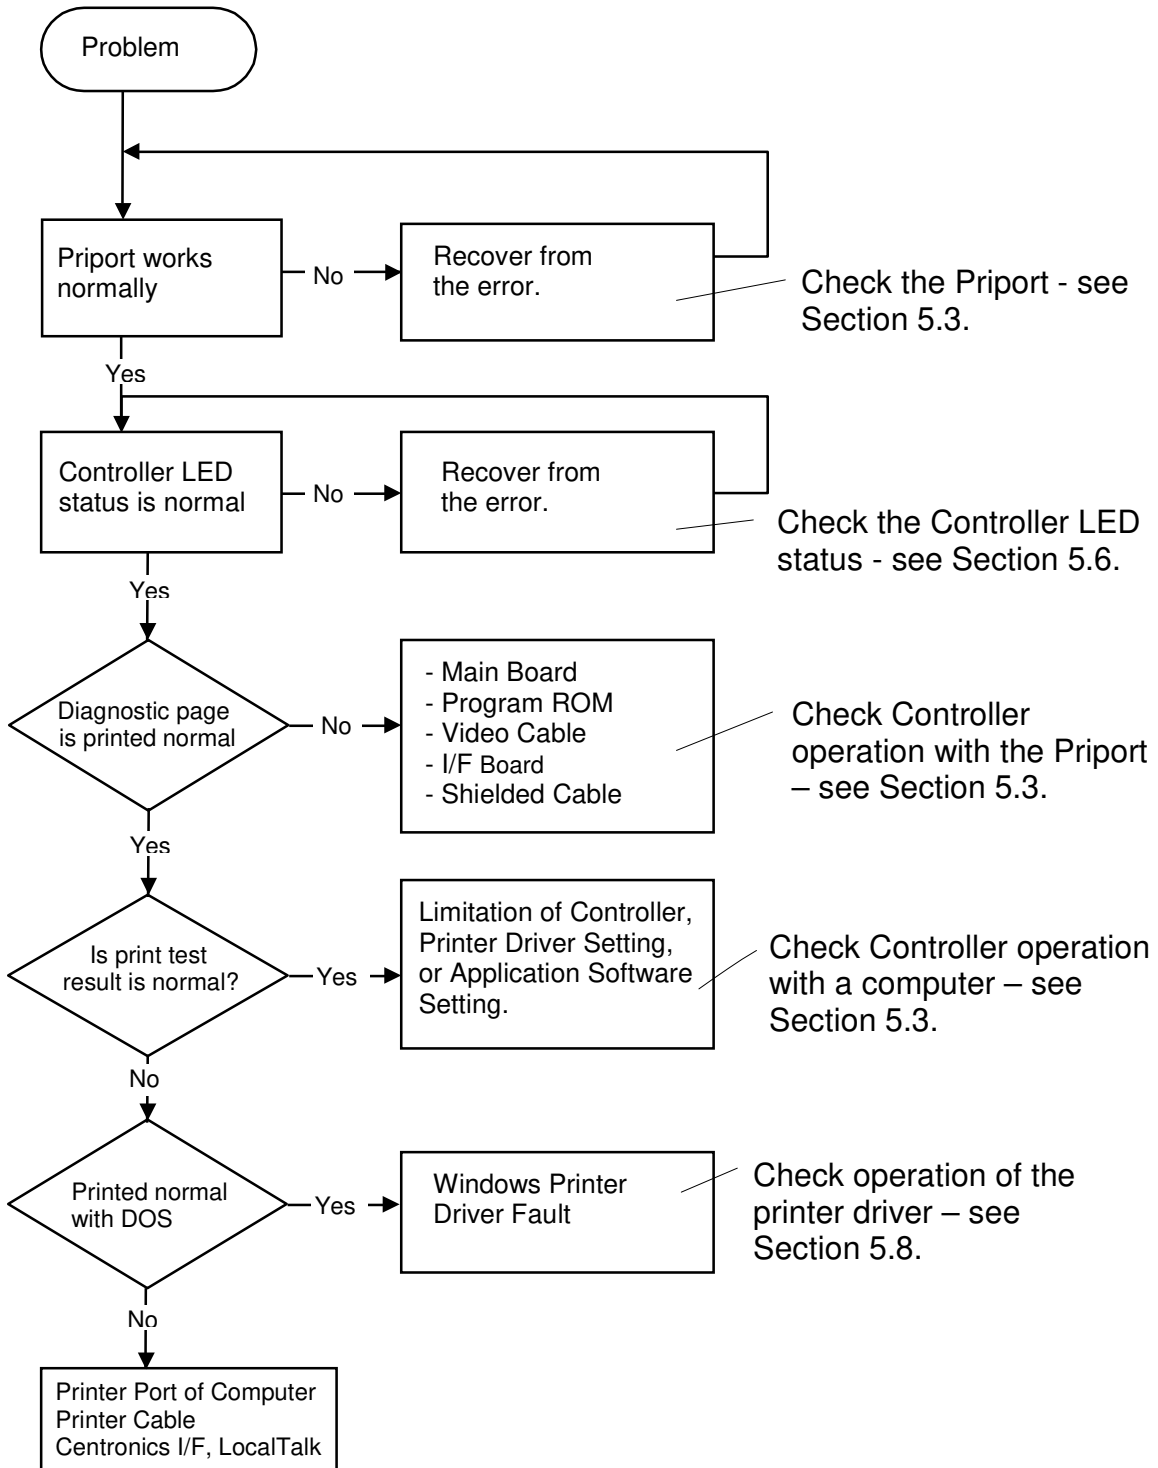 Problem
Priport works
normally
No
Recover from
the error.
Check the Priport - see
Section 5.3.
Yes
Controller LED
status is normal
No
Recover from
the error.
Check the Controller LED
status - see Section 5.6.
Yes
Diagnostic page
is printed normal
No
- Main Board
- Program ROM
- Video Cable
- I/F Board
- Shielded Cable
Check Controller
operation with the Priport
– see Section 5.3.
Yes
Is print test
result is normal?
Yes
Limitation of Controller,
Printer Driver Setting,
or Application Software
Setting.
Check Controller operation
with a computer – see
Section 5.3.
No
Printed normal
with DOS
Yes
Windows Printer
Driver Fault
Check operation of the
printer driver – see
Section 5.8.
No
Printer Port of Computer
Printer Cable
Centronics I/F, LocalTalk